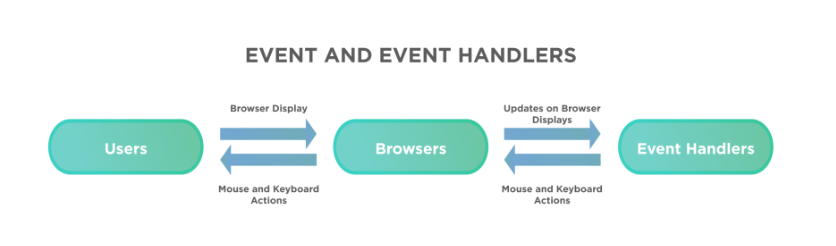 EVENT AND EVENT HANDLERS
Browser Display
Updates on Browser
Displays
Users
Browsers
Event Handlers
Mouse and Keyboard
Actions
Mouse and Keyboard
Actions